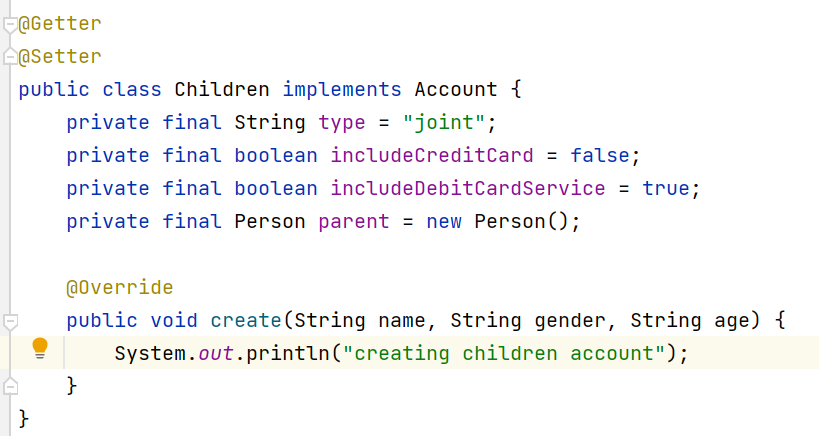 @Getter
@Setter
public class Children implements Account {
    private final String type = "joint";
    private final boolean includeCreditCard = false;
    private final boolean includeDebitCardService = true;
    private final Person parent = new Person();

    @Override
    public void create(String name, String gender, String age) {
        System.out.println("creating children account");
    }
}